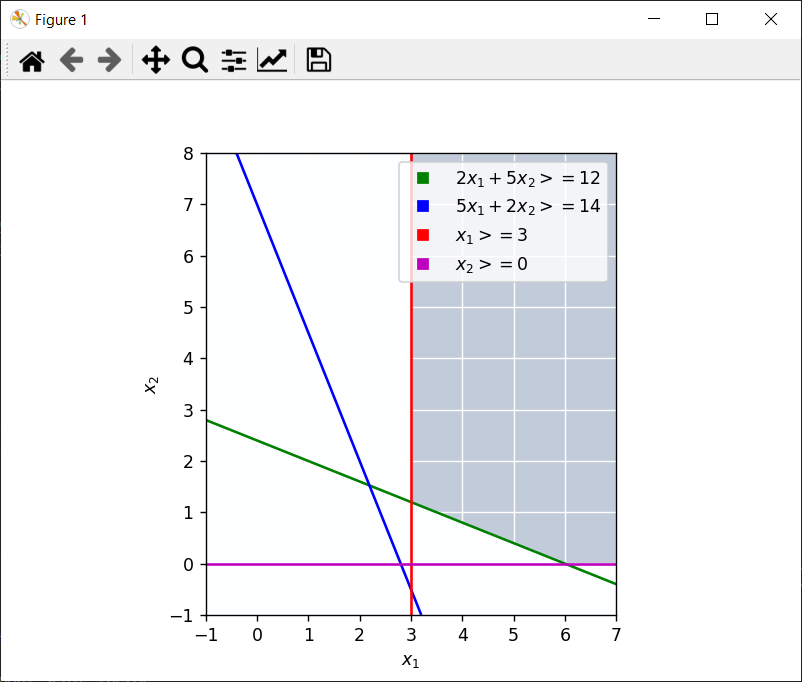 Figure 1
8
7
6
5
4
3
2
1
0
−1
x₂
2x₁ + 5x₂ >= 12
5x₁ + 2x₂ >= 14
x₁ >= 3
x₂ >= 0
−1 0 1 2 3 4 5 6 7
x₁